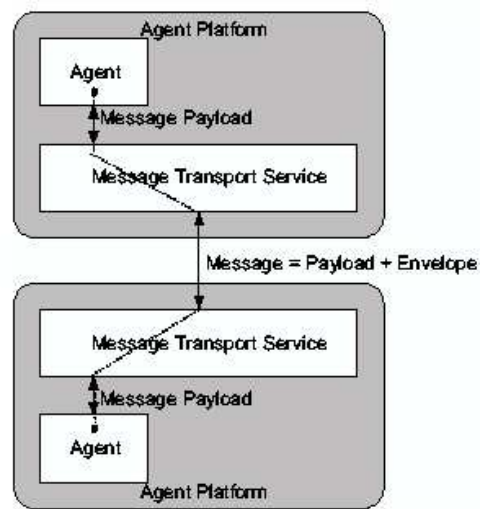 Agent Platform
Agent
Message Payload
Message Transport Service
Message = Payload + Envelope
Message Transport Service
Message Payload
Agent
Agent Platform